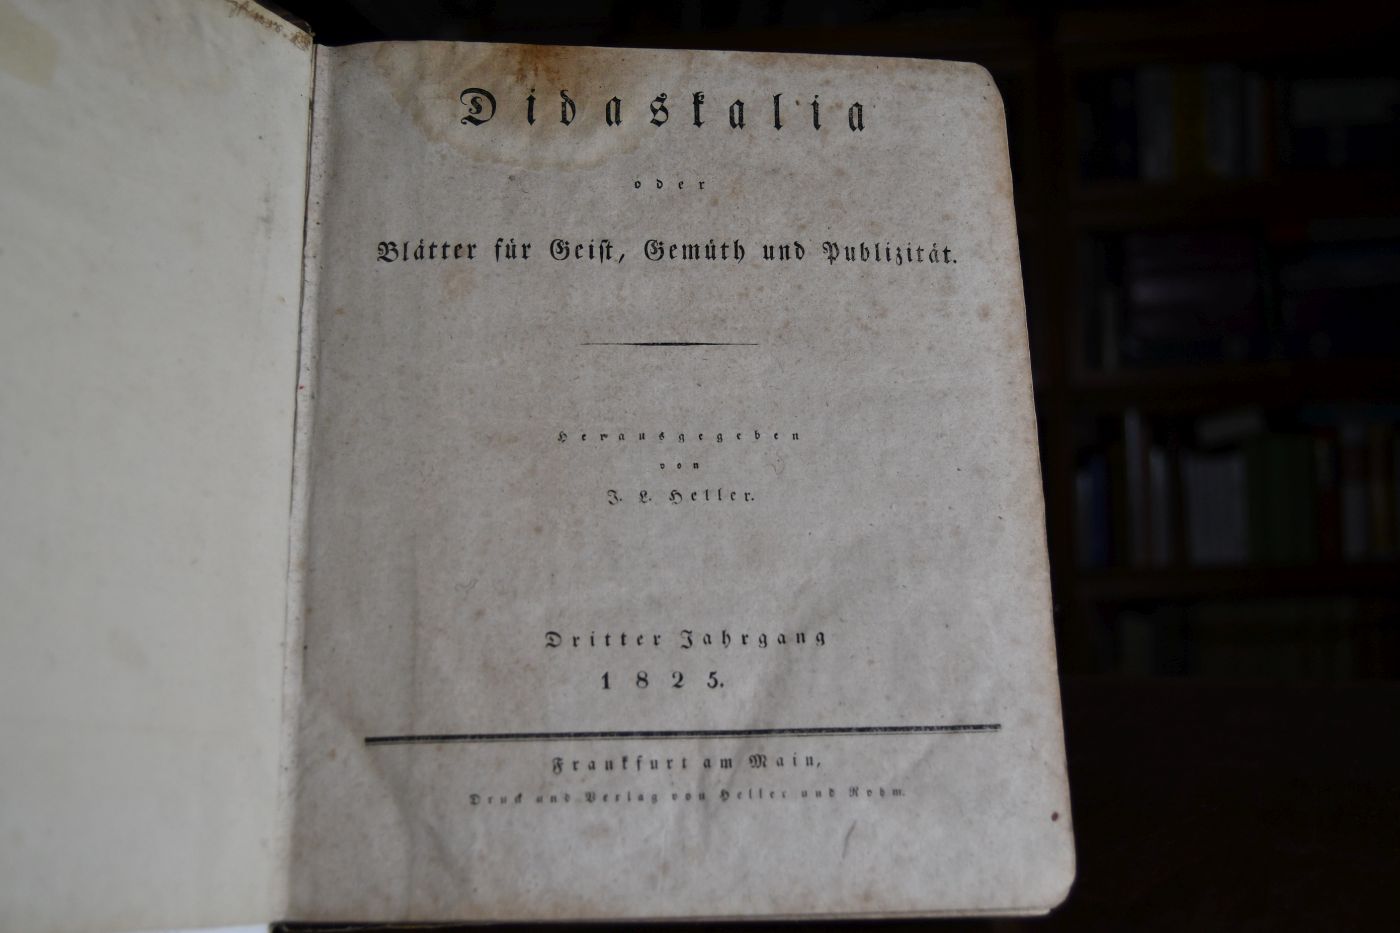 Didaskalia
oder
Blätter für Geist, Gemüth und Publizität.
Herausgegeben
von
J. L. Heller.
Dritter Jahrgang
1825.
Frankfurt am Main,
Druck und Verlag von Heller und Rohm.